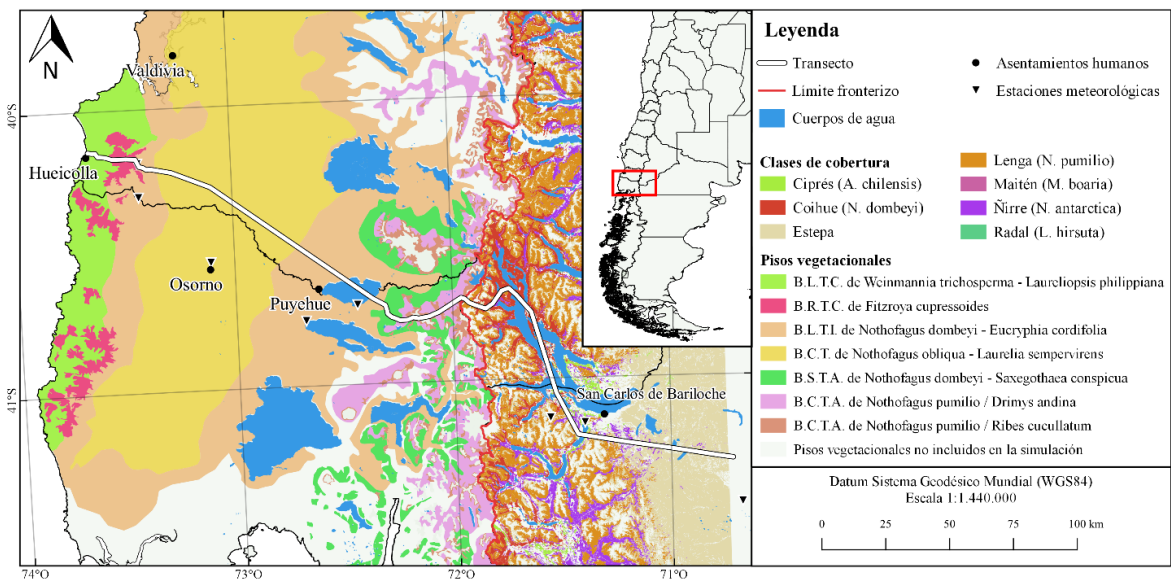 N
Valdivia
40°S
Hueicolla
Osorno
Puyehue
San Carlos de Bariloche
41°S
74°O
73°O
72°O
71°O
Leyenda
Transecto
Límite fronterizo
Cuerpos de agua
Asentamientos humanos
Estaciones meteorológicas
Clases de cobertura
Ciprés (A. chilensis)
Coihue (N. dombeyi)
Estepa
Lenga (N. pumilio)
Maitén (M. boaria)
Ñirre (N. antarctica)
Radal (L. hirsuta)
Pisos vegetacionales
B.L.T.C. de Weinmannia trichosperma - Laureliopsis philippiana
B.R.T.C. de Fitzroya cupressoides
B.L.T.I. de Nothofagus dombeyi - Eucryphia cordifolia
B.C.T. de Nothofagus obliqua - Laurelia sempervirens
B.S.T.A. de Nothofagus dombeyi - Saxegothaea conspicua
B.C.T.A. de Nothofagus pumilio / Drimys andina
B.C.T.A. de Nothofagus pumilio / Ribes cucullatum
Pisos vegetacionales no incluidos en la simulación
Datum Sistema Geodésico Mundial (WGS84)
Escala 1:1.440.000
0 25 50 75 100 km